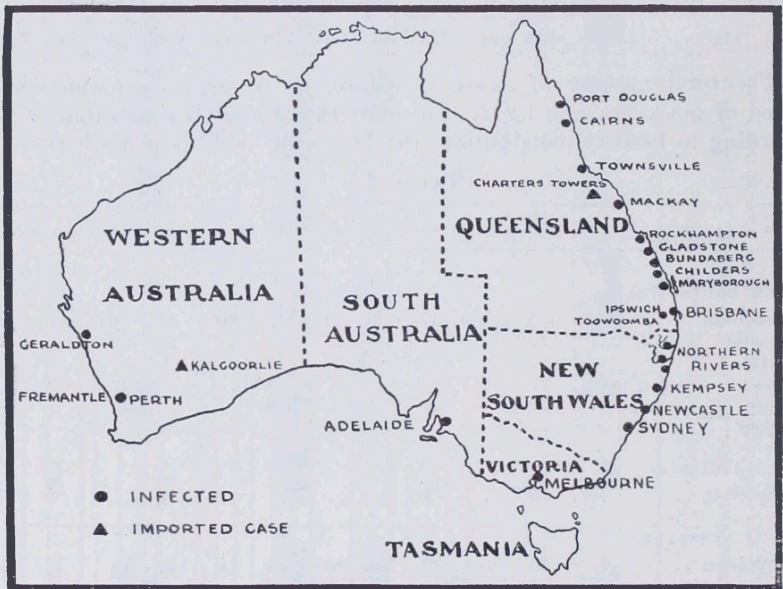 PORT DOUGLAS
CAIRNS
TOWNSVILLE
CHARTERS TOWERS
MACKAY
QUEENSLAND
ROCKHAMPTON
GLADSTONE
BUNDABERG
CHILDERS
MARYBOROUGH
WESTERN
AUSTRALIA
SOUTH
AUSTRALIA
IPSWICH
TOOWOOMBA
BRISBANE
GERALDTON
KALGOORLIE
NORTHERN
RIVERS
NEW
SOUTH WALES
KEMPSEY
FREMANTLE
PERTH
NEWCASTLE
ADELAIDE
SYDNEY
VICTORIA
MELBOURNE
INFECTED
IMPORTED CASE
TASMANIA